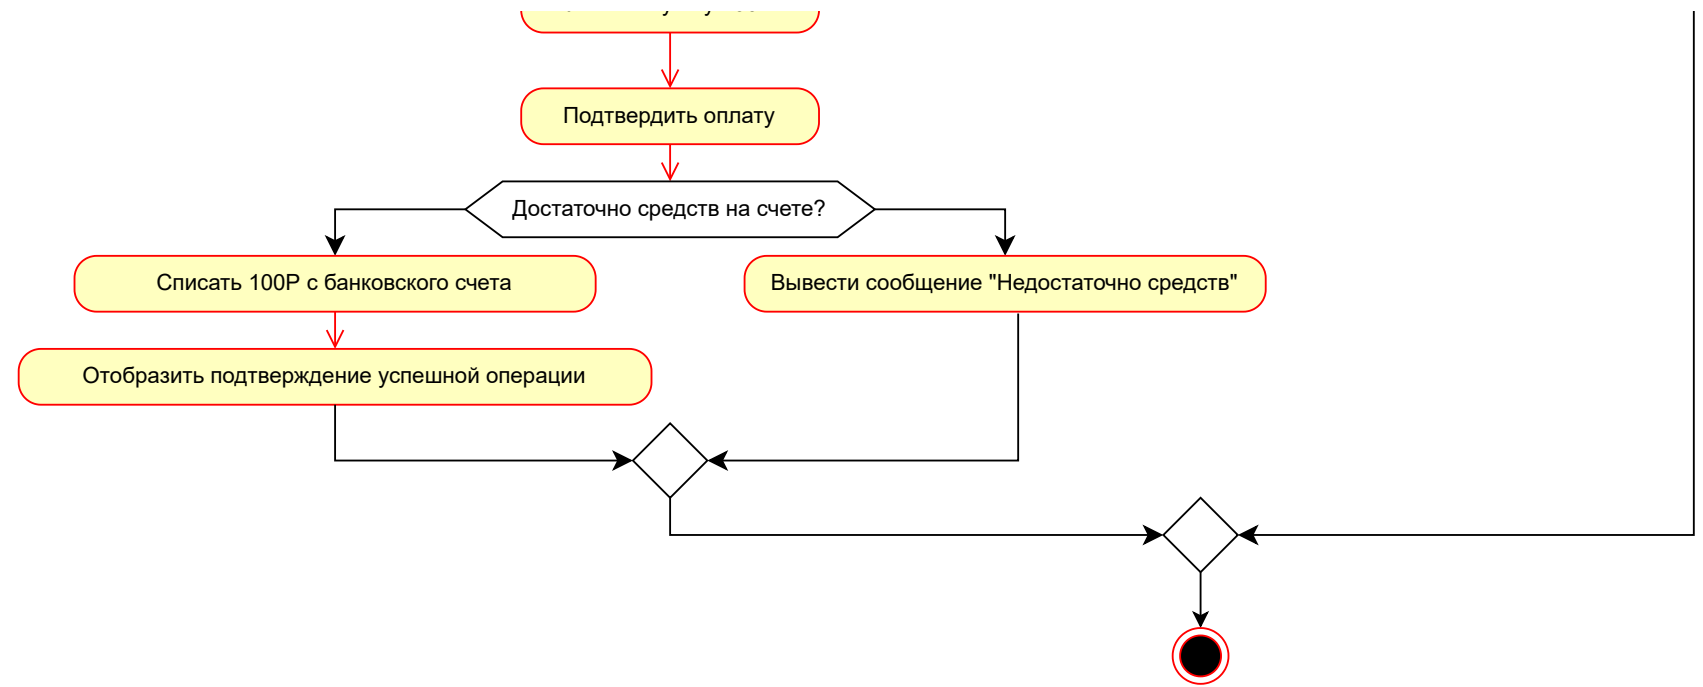 Подтвердить оплату
Достаточно средств на счете?
Списать 100Р с банковского счета
Вывести сообщение "Недостаточно средств"
Отобразить подтверждение успешной операции